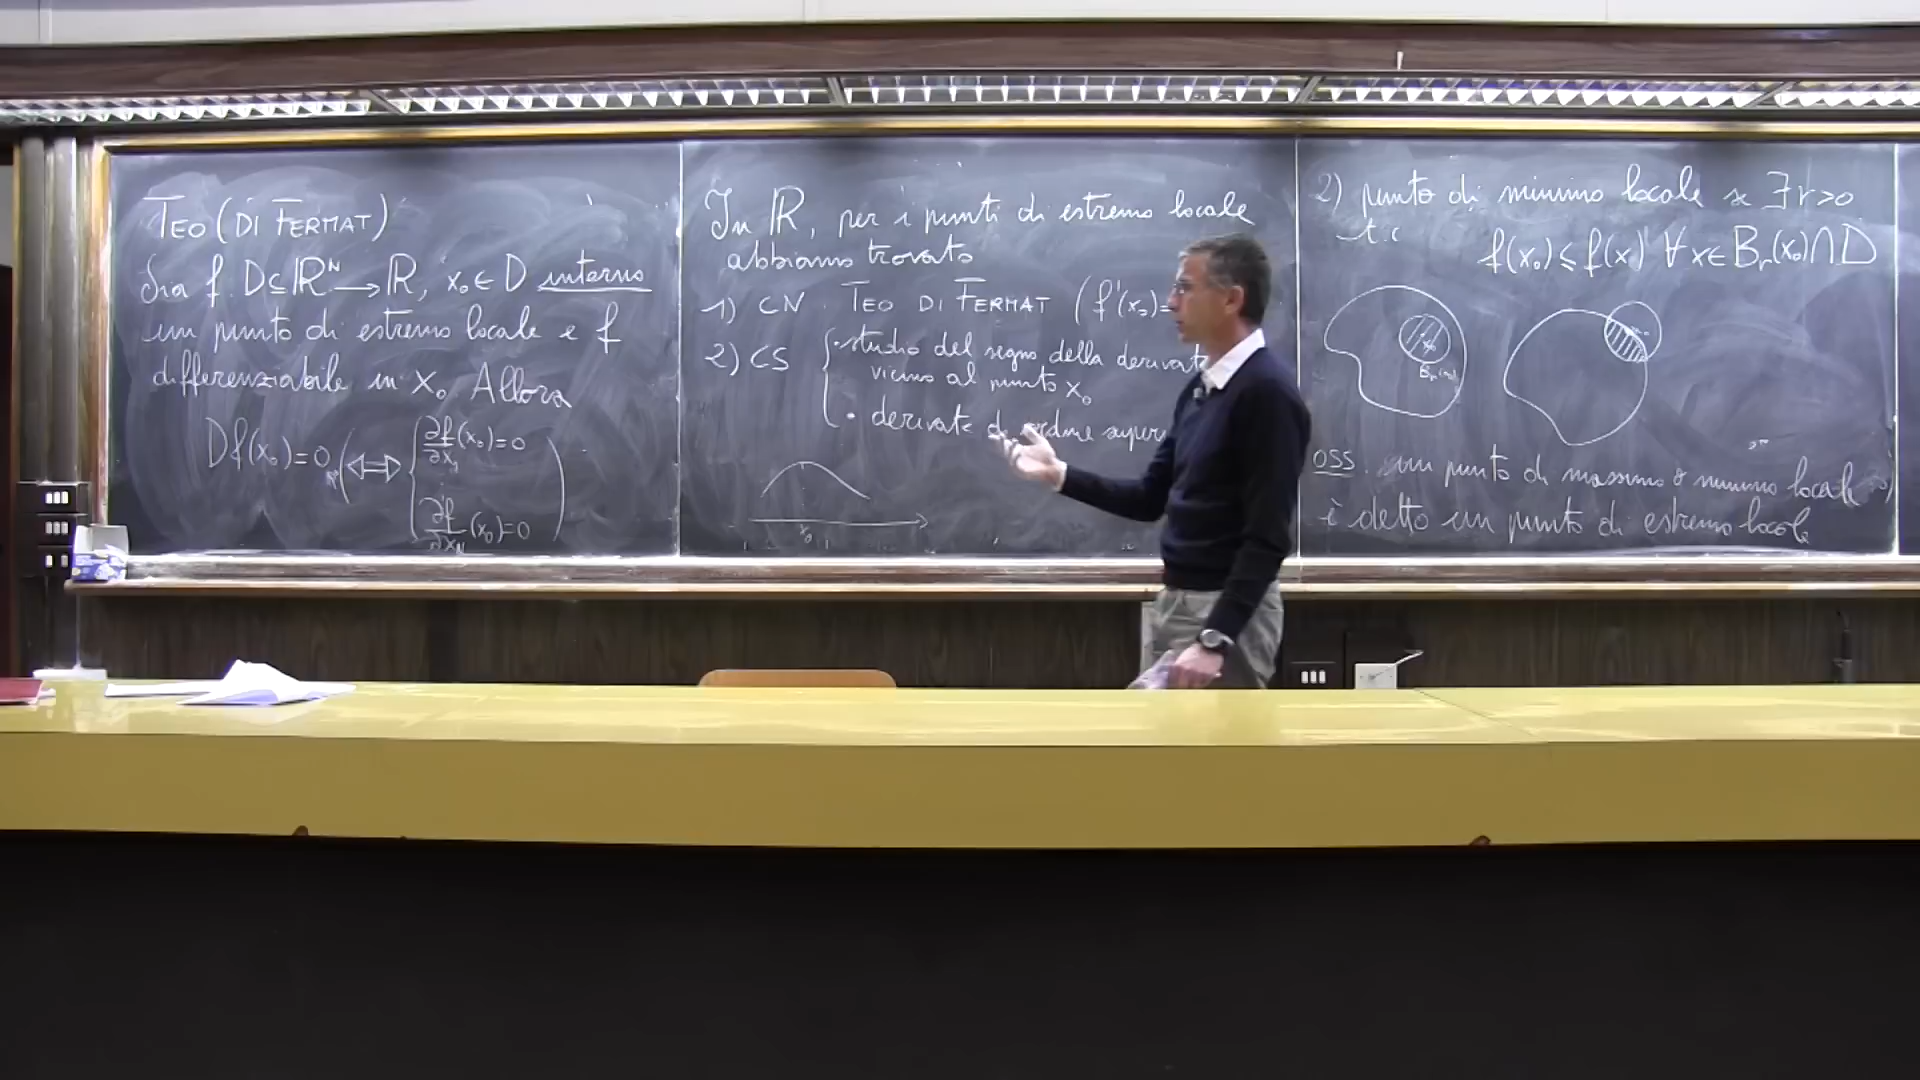 TEO (DI FERMAT)
Sia f: D⊆ℝᴺ→ℝ, x₀∈D interno
un punto di estremo locale e f
differenziabile in x₀. Allora
Df(x₀)=0 (⟺ { ∂f/∂x₁ (x₀)=0
⋮
∂f/∂x_N (x₀)=0 )
In ℝ, per i punti di estremo locale
abbiamo trovato
1) CN. TEO DI FERMAT (f'(x₀)=
2) CS { • studio del segno della derivata
vicino al punto x₀
• derivate di ordine super
x₀
2) punto di minimo locale se ∃r>0
t.c.
f(x₀)≤f(x) ∀x∈Bᵣ(x₀)∩D
x₀
Bᵣ(x₀)
OSS. un punto di massimo o minimo locale
è detto un punto di estremo locale